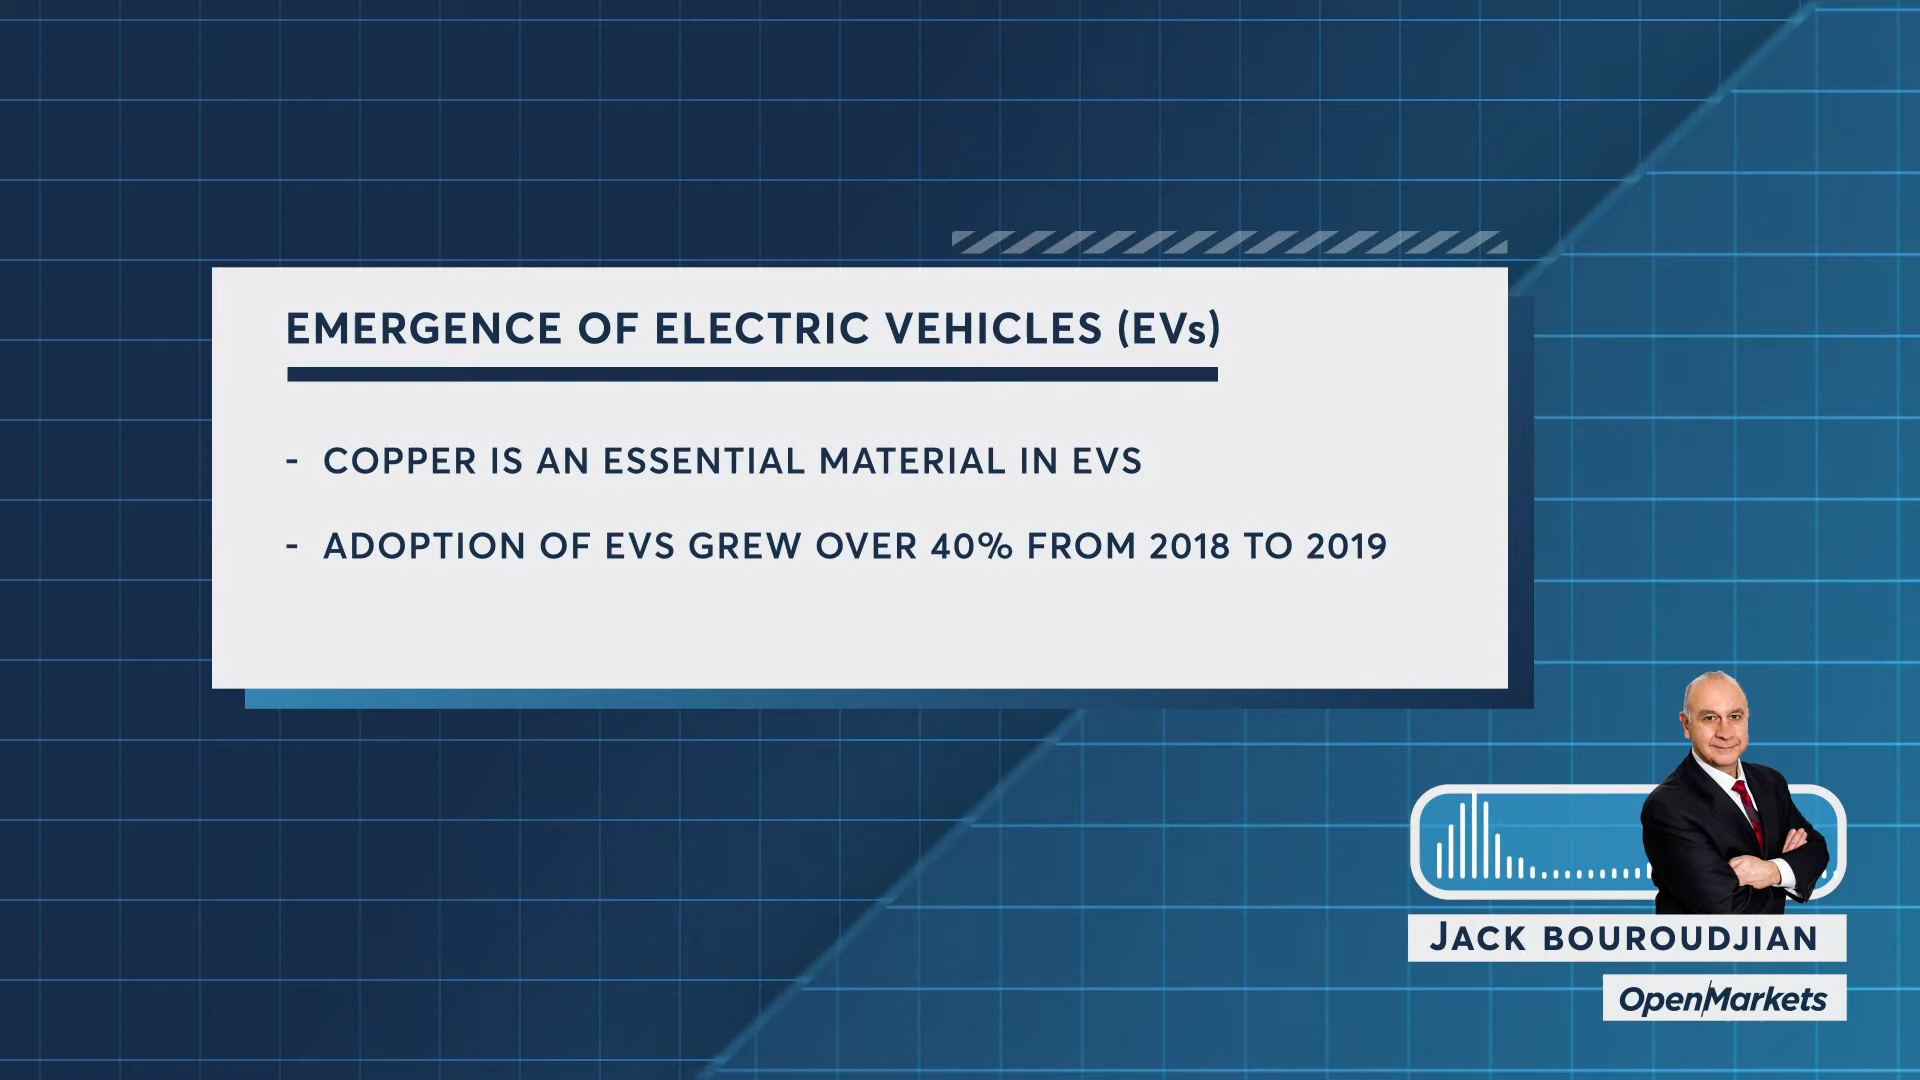 EMERGENCE OF ELECTRIC VEHICLES (EVs)
- COPPER IS AN ESSENTIAL MATERIAL IN EVS
- ADOPTION OF EVS GREW OVER 40% FROM 2018 TO 2019
JACK BOUROUDJIAN
OpenMarkets